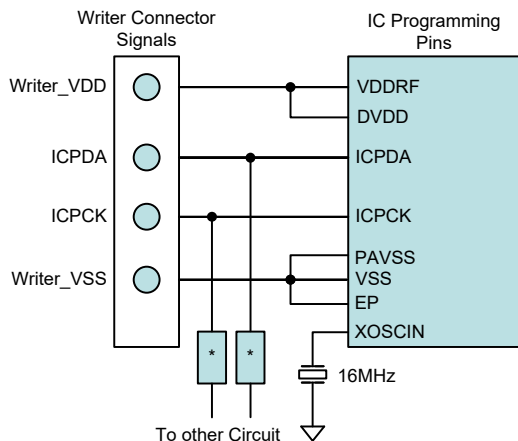 Writer Connector
Signals
IC Programming
Pins
Writer_VDD
VDDRF
DVDD
ICPDA
ICPDA
ICPCK
ICPCK
PAVSS
Writer_VSS
VSS
EP
XOSCIN
* *
16MHz
To other Circuit